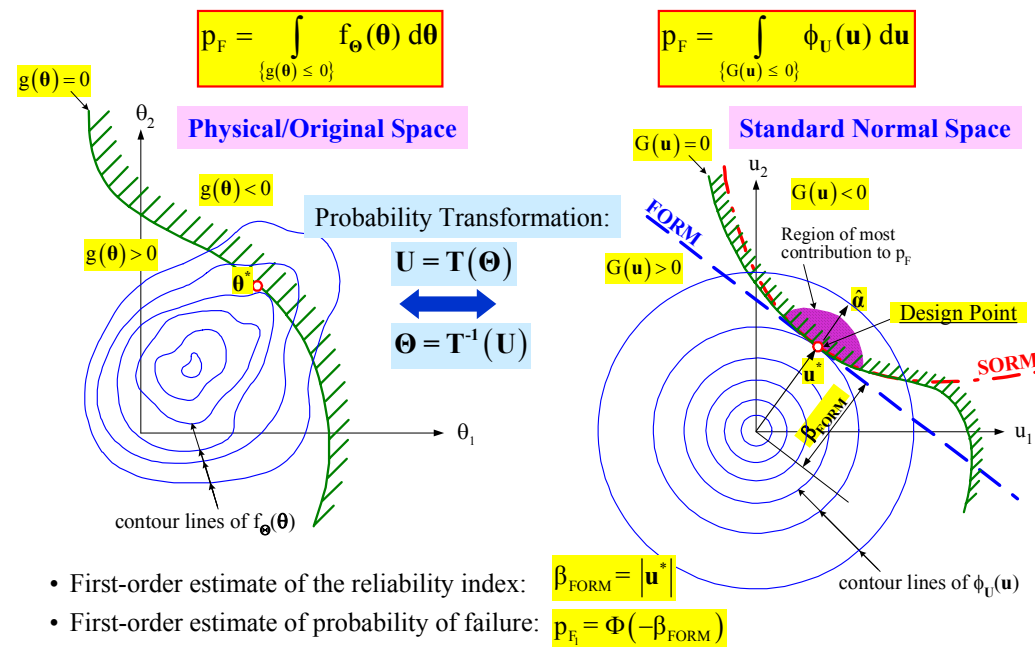 p_F = ∫_{g(θ) ≤ 0} f_Θ(θ) dθ
p_F = ∫_{G(u) ≤ 0} ϕ_U(u) du
g(θ) = 0
θ₂
Physical/Original Space
g(θ) < 0
g(θ) > 0
θ*
θ₁
contour lines of f_Θ(θ)
Probability Transformation:
U = T(Θ)
Θ = T⁻¹(U)
Standard Normal Space
G(u) = 0
u₂
G(u) < 0
FORM
Region of most
contribution to p_F
G(u) > 0
α̂
Design Point
u*
SORM
β_FORM
u₁
contour lines of ϕ_U(u)
• First-order estimate of the reliability index: β_FORM = |u*|
• First-order estimate of probability of failure: p_F₁ = Φ(−β_FORM)